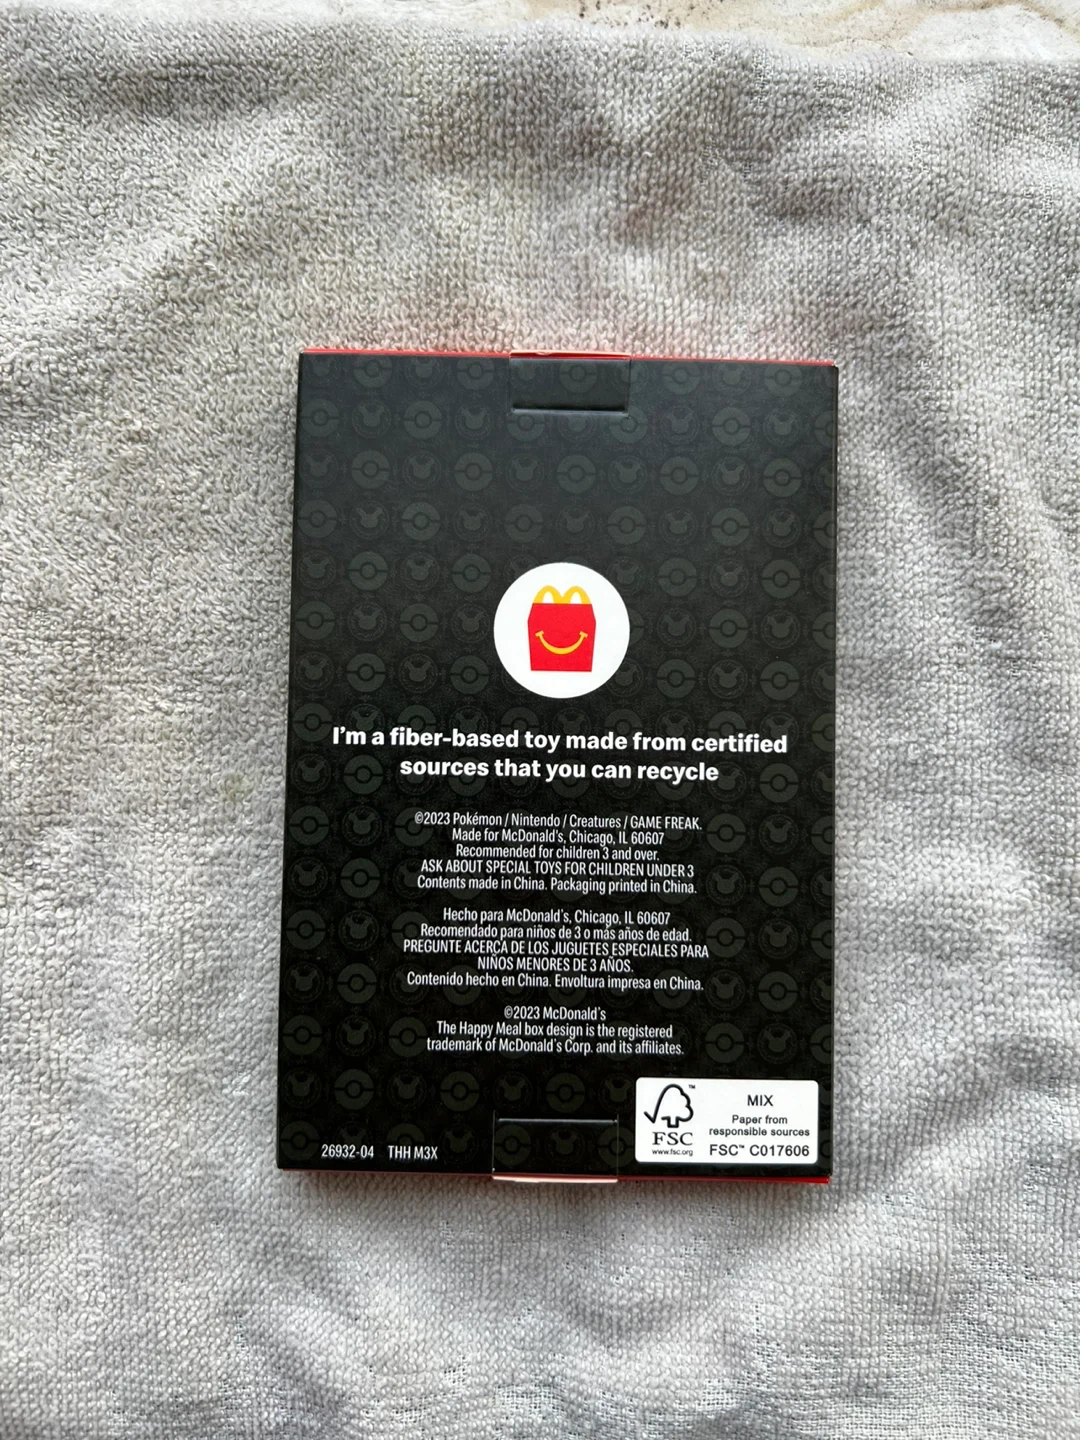 I'm a fiber-based toy made from certified
sources that you can recycle
©2023 Pokémon / Nintendo / Creatures / GAME FREAK.
Made for McDonald's, Chicago, IL 60607
Recommended for children 3 and over.
ASK ABOUT SPECIAL TOYS FOR CHILDREN UNDER 3
Contents made in China. Packaging printed in China.
Hecho para McDonald's, Chicago, IL 60607
Recomendado para niños de 3 o más años de edad.
PREGUNTE ACERCA DE LOS JUGUETES ESPECIALES PARA
NIÑOS MENORES DE 3 AÑOS.
Contenido hecho en China. Envoltura impresa en China.
©2023 McDonald's
The Happy Meal box design is the registered
trademark of McDonald's Corp. and its affiliates.
26932-04 THH M3X
™
FSC
www.fsc.org
MIX
Paper from
responsible sources
FSC™ C017606